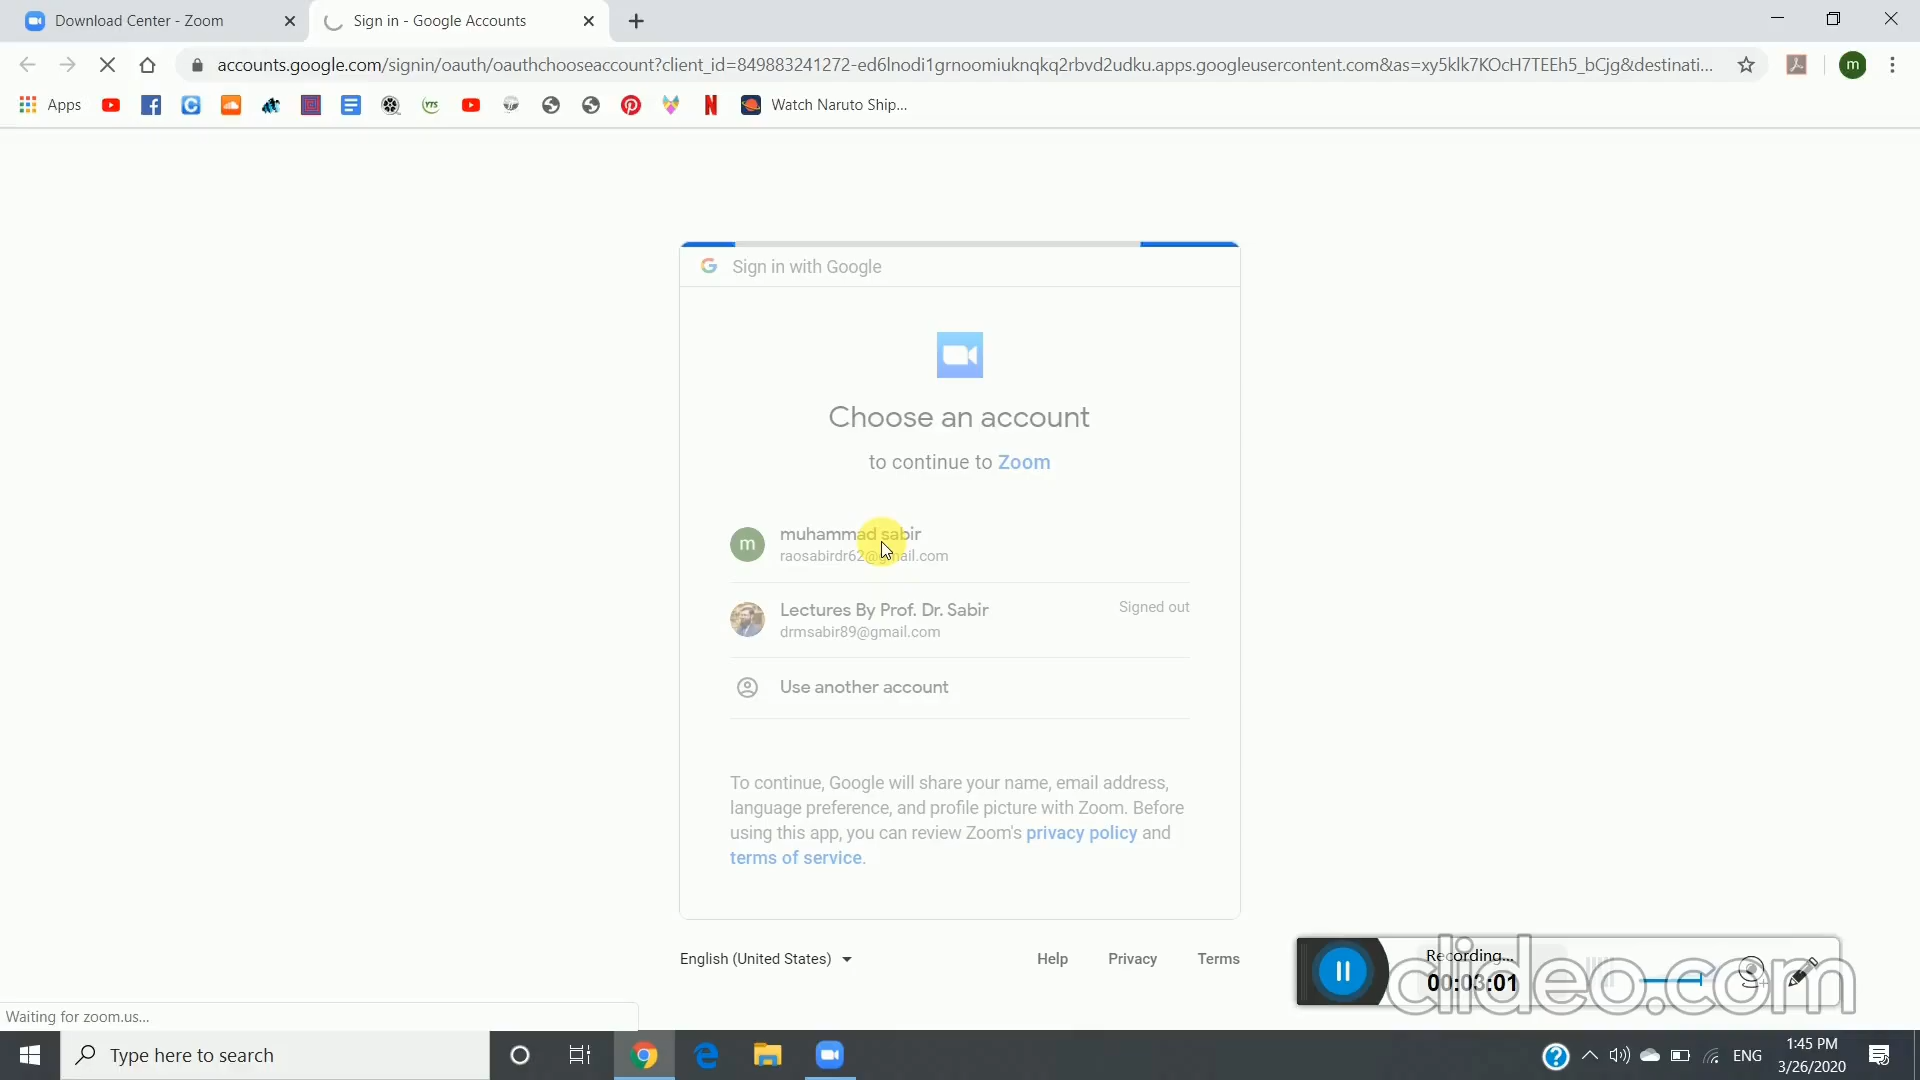 Download Center - Zoom
Sign in - Google Accounts
accounts.google.com/signin/oauth/oauthchooseaccount?client_id=849883241272-ed6lnodi1grnoomiuknqkq2rbvd2udku.apps.googleusercontent.com&as=xy5klk7KOcH7TEEh5_bCjg&destinati...
m
Apps
YTS
Watch Naruto Ship...
Sign in with Google
Choose an account
to continue to Zoom
m
muhammad sabir
raosabirdr62@gmail.com
Lectures By Prof. Dr. Sabir
Signed out
drmsabir89@gmail.com
Use another account
To continue, Google will share your name, email address,
language preference, and profile picture with Zoom. Before
using this app, you can review Zoom's privacy policy and
terms of service.
English (United States)
Help
Privacy
Terms
Recording...
00:03:01
clideo.com
Waiting for zoom.us...
Type here to search
ENG
1:45 PM
3/26/2020